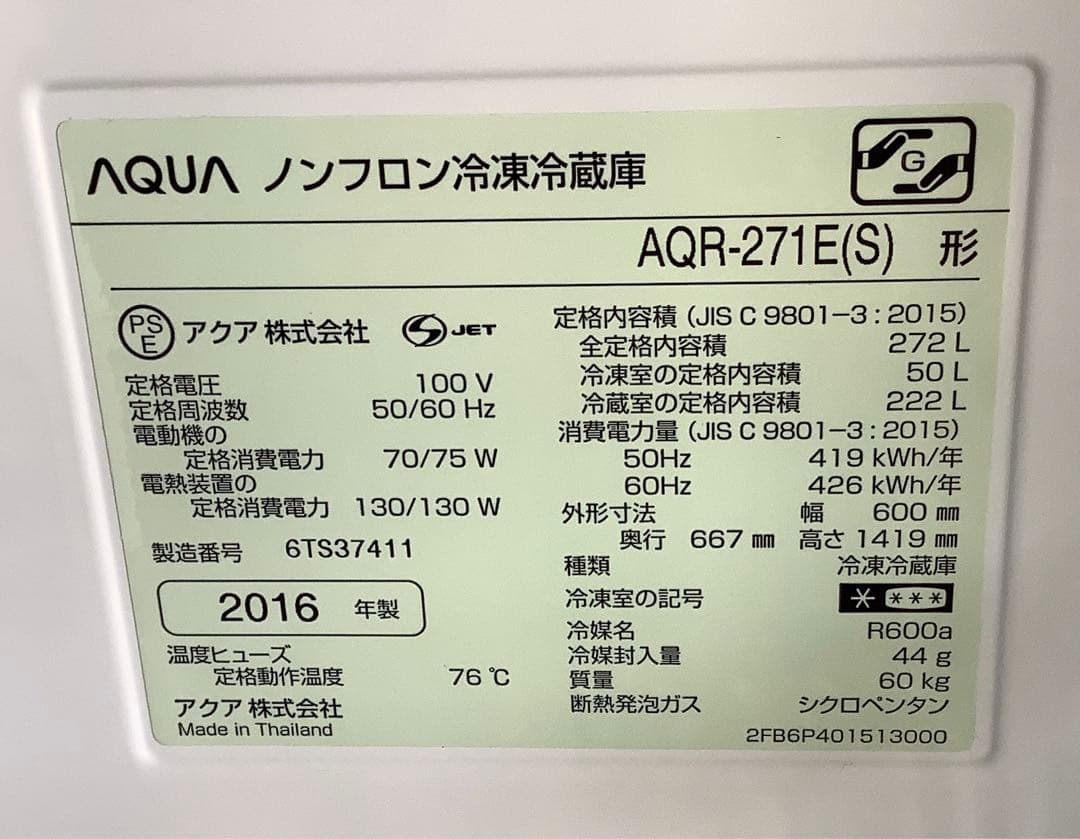 AQUA ノンフロン冷凍冷蔵庫
G
AQR-271E(S) 形
PS E アクア 株式会社 S JET
定格電圧 100 V
定格周波数 50/60 Hz
電動機の
定格消費電力 70/75 W
電熱装置の
定格消費電力 130/130 W
製造番号 6TS37411
2016 年製
温度ヒューズ
定格動作温度 76 ℃
アクア 株式会社
Made in Thailand
定格内容積 (JIS C 9801-3 : 2015)
全定格内容積 272 L
冷凍室の定格内容積 50 L
冷蔵室の定格内容積 222 L
消費電力量 (JIS C 9801-3 : 2015)
50Hz 419 kWh/年
60Hz 426 kWh/年
外形寸法 幅 600 ㎜
奥行 667 ㎜ 高さ 1419 ㎜
種類 冷凍冷蔵庫
冷凍室の記号 * ***
冷媒名 R600a
冷媒封入量 44 g
質量 60 kg
断熱発泡ガス シクロペンタン
2FB6P401513000